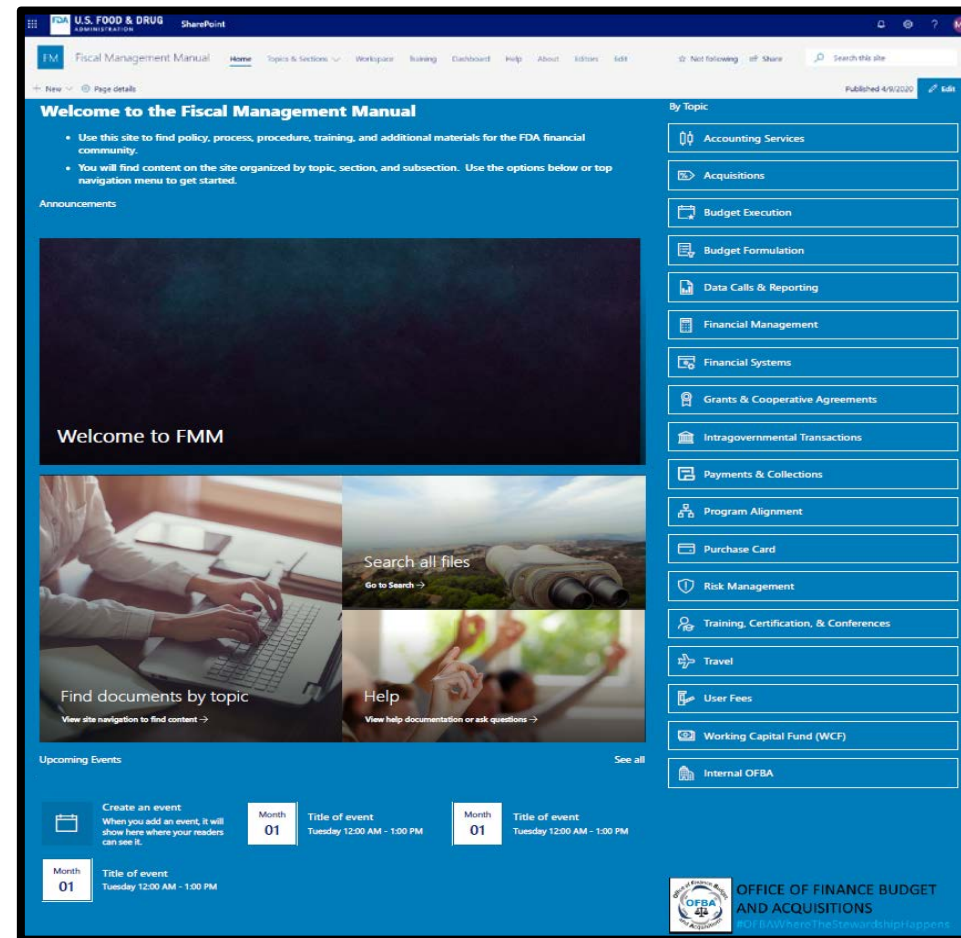 FDA U.S. FOOD & DRUG
ADMINISTRATION
SharePoint
?
FM Fiscal Management Manual Home Topics & Sections Workspace Training Dashboard Help About Editors Edit Not following Share Search this site
+ New Page details Published 4/9/2020 Edit
Welcome to the Fiscal Management Manual
• Use this site to find policy, process, procedure, training, and additional materials for the FDA financial
community.
• You will find content on the site organized by topic, section, and subsection. Use the options below or top
navigation menu to get started.
Announcements
Welcome to FMM
Find documents by topic
View site navigation to find content →
Search all files
Go to Search →
Help
View help documentation or ask questions →
Upcoming Events See all
Create an event
When you add an event, it will
show here where your readers
can see it.
Month
01
Title of event
Tuesday 12:00 AM - 1:00 PM
Month
01
Title of event
Tuesday 12:00 AM - 1:00 PM
Month
01
Title of event
Tuesday 12:00 AM - 1:00 PM
By Topic
Accounting Services
Acquisitions
Budget Execution
Budget Formulation
Data Calls & Reporting
Financial Management
Financial Systems
Grants & Cooperative Agreements
Intragovernmental Transactions
Payments & Collections
Program Alignment
Purchase Card
Risk Management
Training, Certification, & Conferences
Travel
User Fees
Working Capital Fund (WCF)
Internal OFBA
Office of Finance, Budget
OFBA
and Acquisitions
OFFICE OF FINANCE BUDGET
AND ACQUISITIONS
#OFBAWhereTheStewardshipHappens